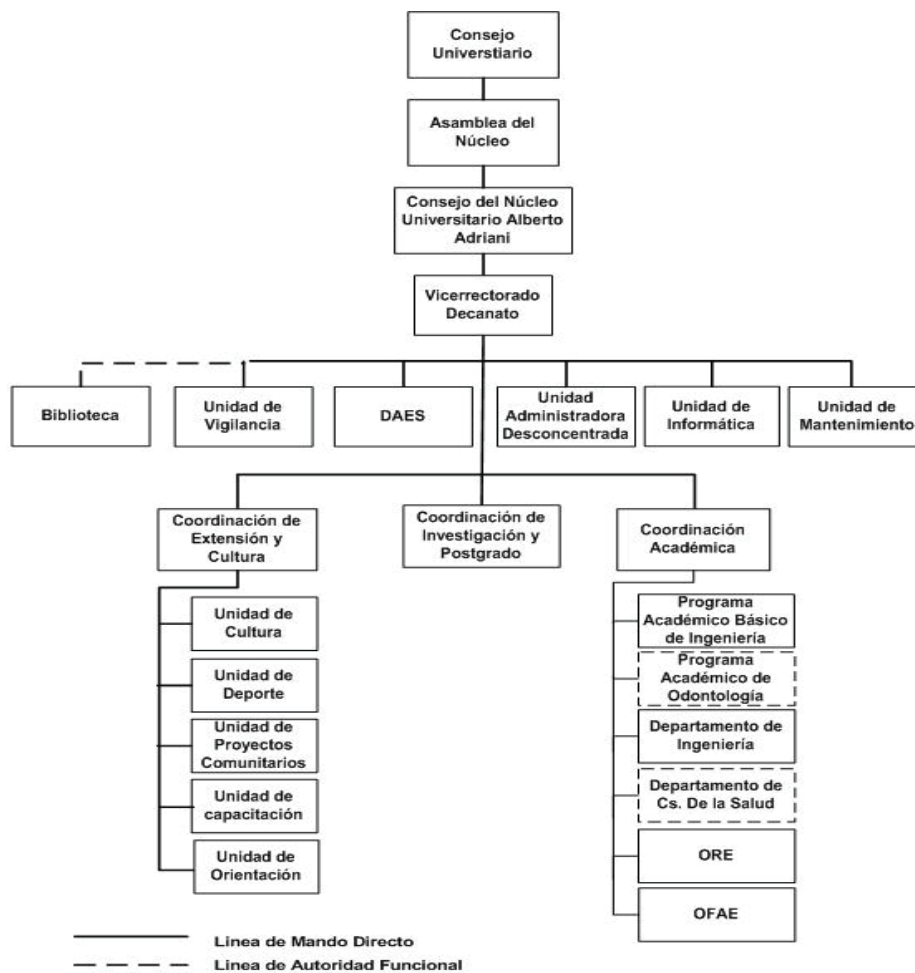 Consejo
Universtiario
Asamblea del
Núcleo
Consejo del Núcleo
Universitario Alberto
Adriani
Vicerrectorado
Decanato
Biblioteca
Unidad de
Vigilancia
DAES
Unidad
Administradora
Desconcentrada
Unidad de
Informática
Unidad de
Mantenimiento
Coordinación de
Extensión y
Cultura
Coordinación de
Investigación y
Postgrado
Coordinación
Académica
Unidad de
Cultura
Unidad de
Deporte
Unidad de
Proyectos
Comunitarios
Unidad de
capacitación
Unidad de
Orientación
Programa
Académico Básico
de Ingeniería
Programa
Académico de
Odontología
Departamento de
Ingeniería
Departamento de
Cs. De la Salud
ORE
OFAE
Linea de Mando Directo
Linea de Autoridad Funcional